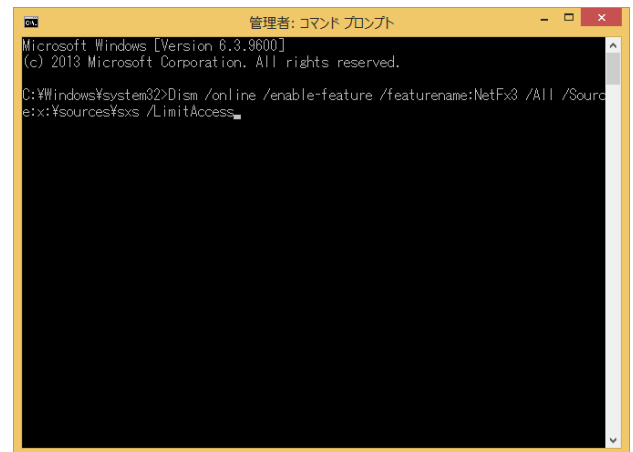 管理者: コマンド プロンプト
Microsoft Windows [Version 6.3.9600]
(c) 2013 Microsoft Corporation. All rights reserved.
C:¥Windows¥system32>Dism /online /enable-feature /featurename:NetFx3 /All /Sourc
e:x:¥sources¥sxs /LimitAccess